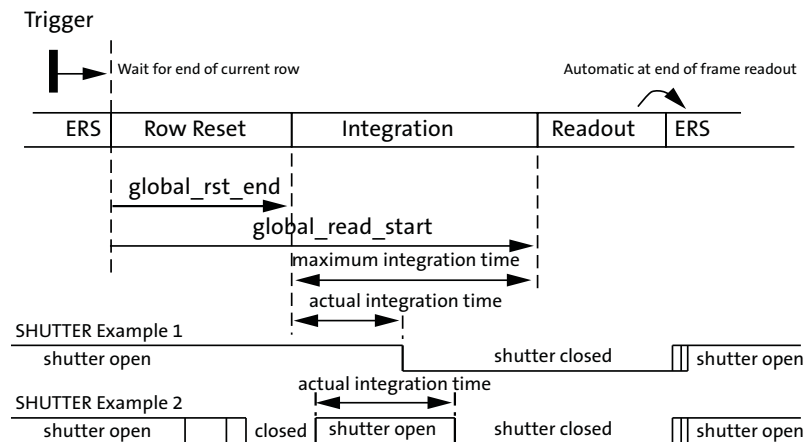 Trigger
Wait for end of current row
Automatic at end of frame readout
ERS Row Reset Integration Readout ERS
global_rst_end
global_read_start
maximum integration time
actual integration time
SHUTTER Example 1
shutter open shutter closed shutter open
actual integration time
SHUTTER Example 2
shutter open closed shutter open shutter closed shutter open